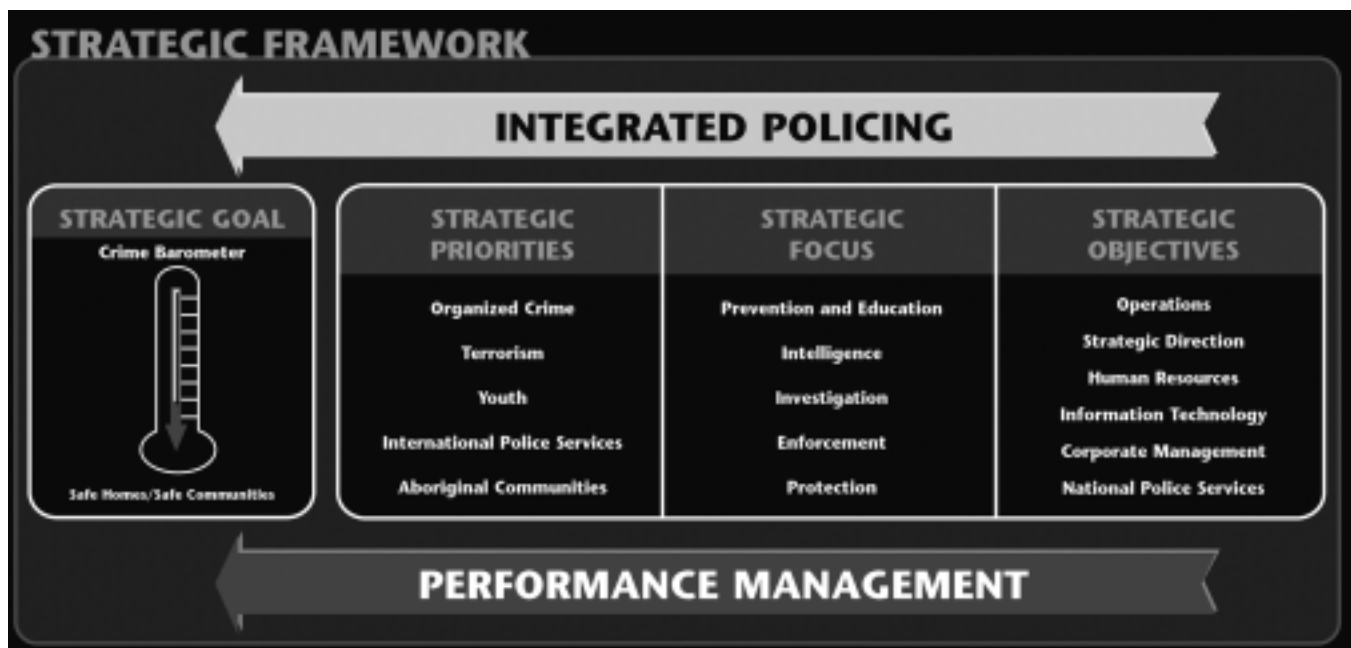 STRATEGIC FRAMEWORK
INTEGRATED POLICING
STRATEGIC GOAL
Crime Barometer
Safe Homes/Safe Communities
STRATEGIC
PRIORITIES
Organized Crime
Terrorism
Youth
International Police Services
Aboriginal Communities
STRATEGIC
FOCUS
Prevention and Education
Intelligence
Investigation
Enforcement
Protection
STRATEGIC
OBJECTIVES
Operations
Strategic Direction
Human Resources
Information Technology
Corporate Management
National Police Services
PERFORMANCE MANAGEMENT